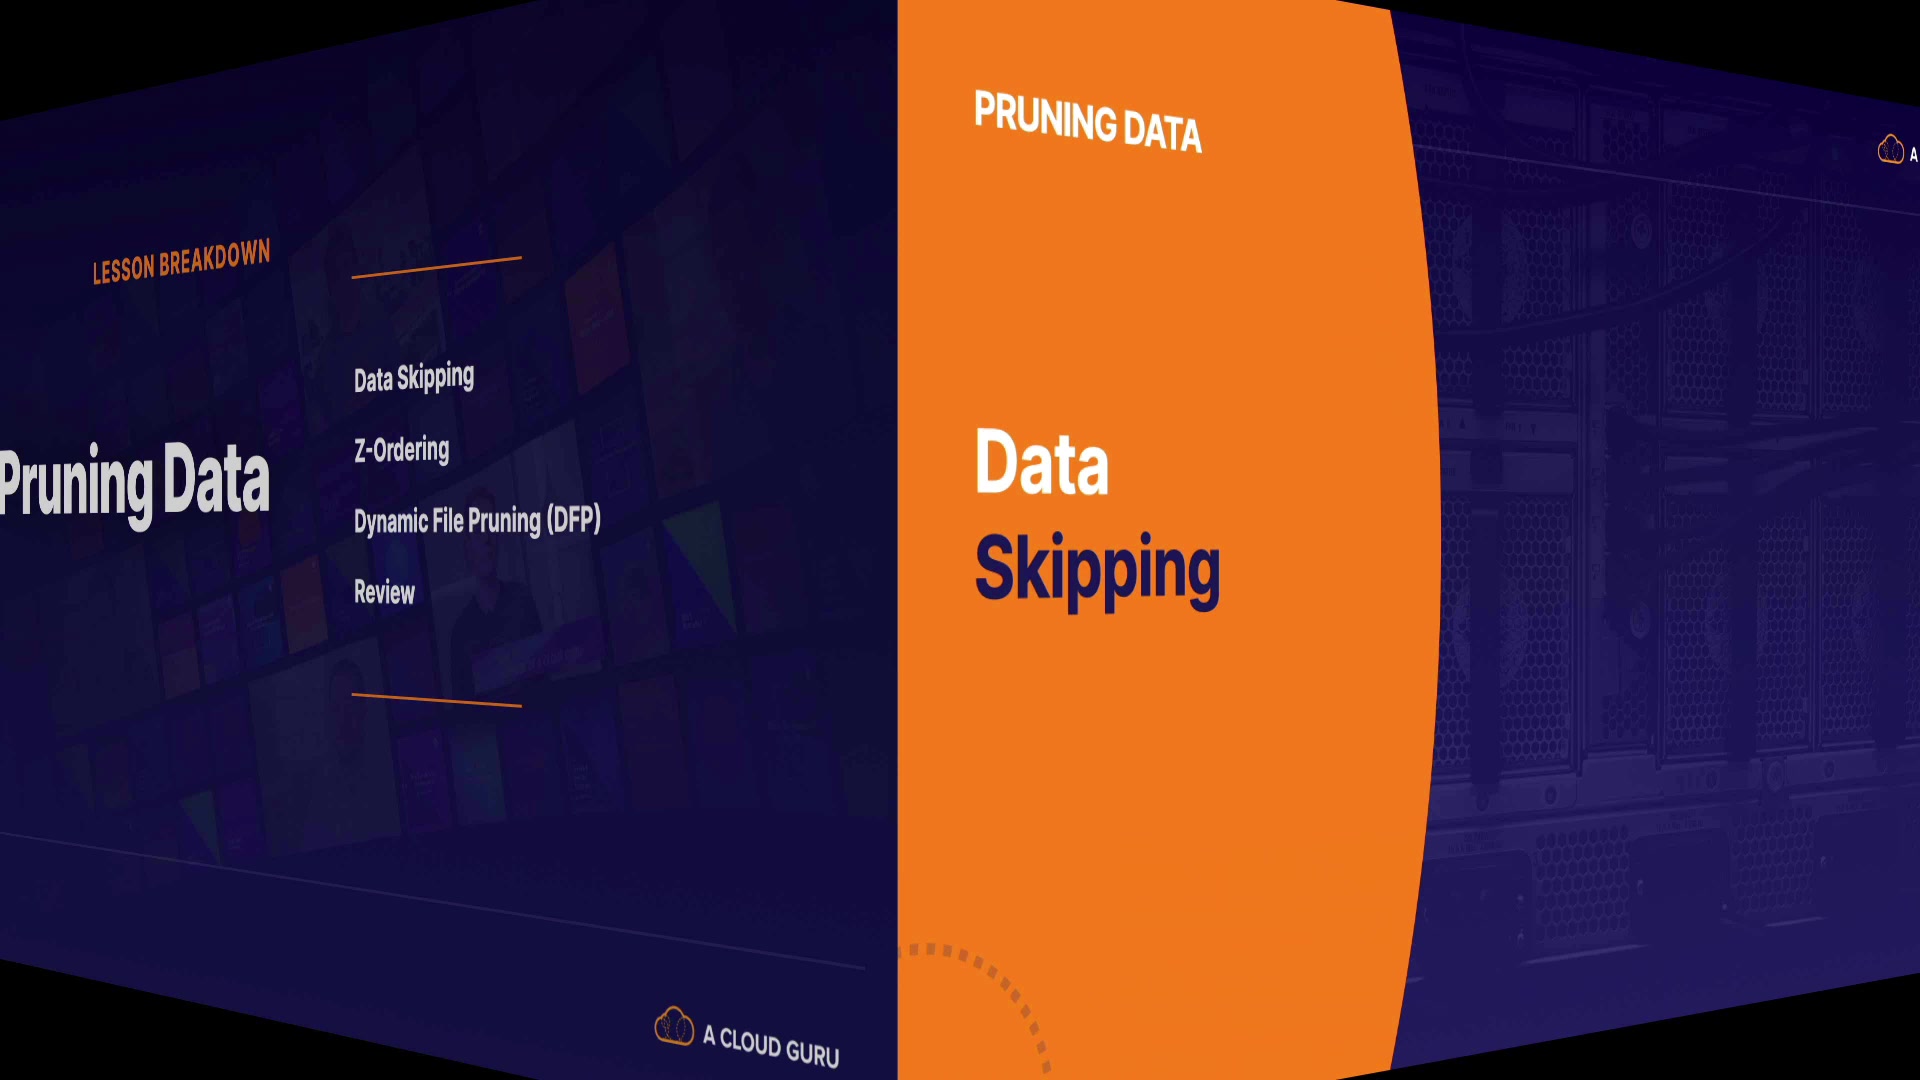 LESSON BREAKDOWN
Pruning Data
Data Skipping
Z-Ordering
Dynamic File Pruning (DFP)
Review
A CLOUD GURU
PRUNING DATA
Data
Skipping
A